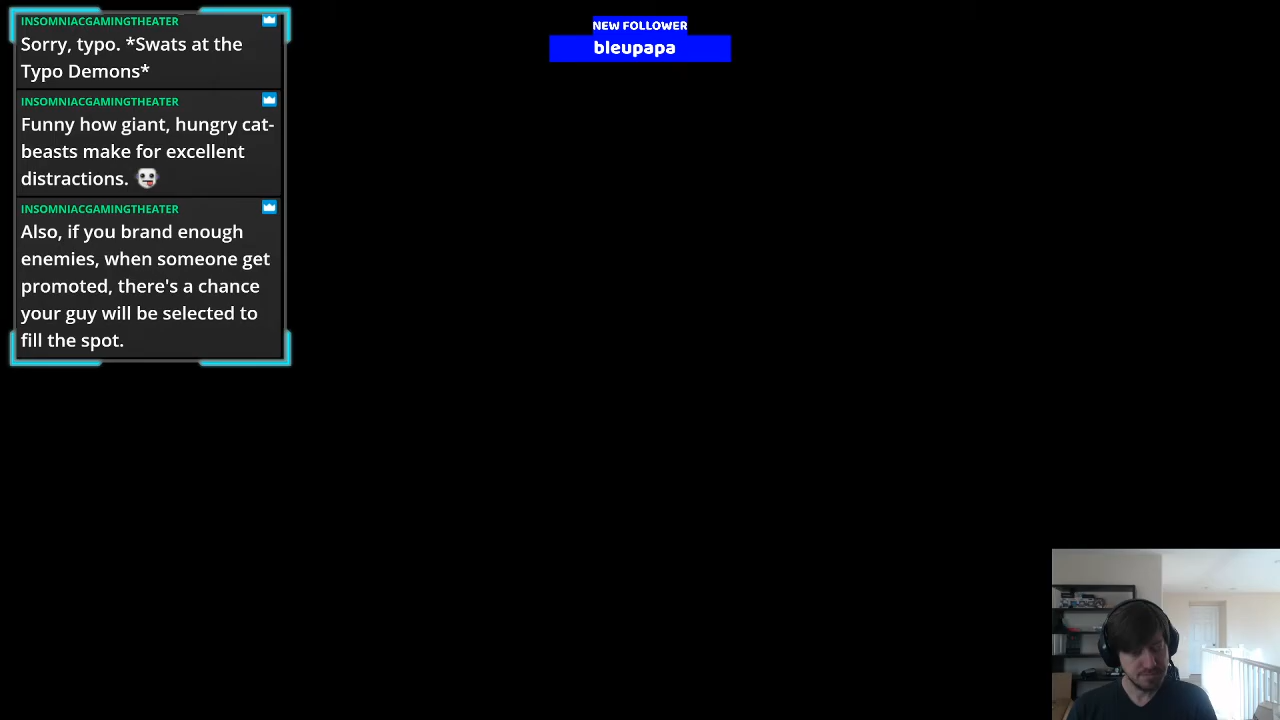 INSOMNIACGAMINGTHEATER
Sorry, typo. *Swats at the
Typo Demons*
INSOMNIACGAMINGTHEATER
Funny how giant, hungry cat-
beasts make for excellent
distractions.
INSOMNIACGAMINGTHEATER
Also, if you brand enough
enemies, when someone get
promoted, there's a chance
your guy will be selected to
fill the spot.
NEW FOLLOWER
bleupapa